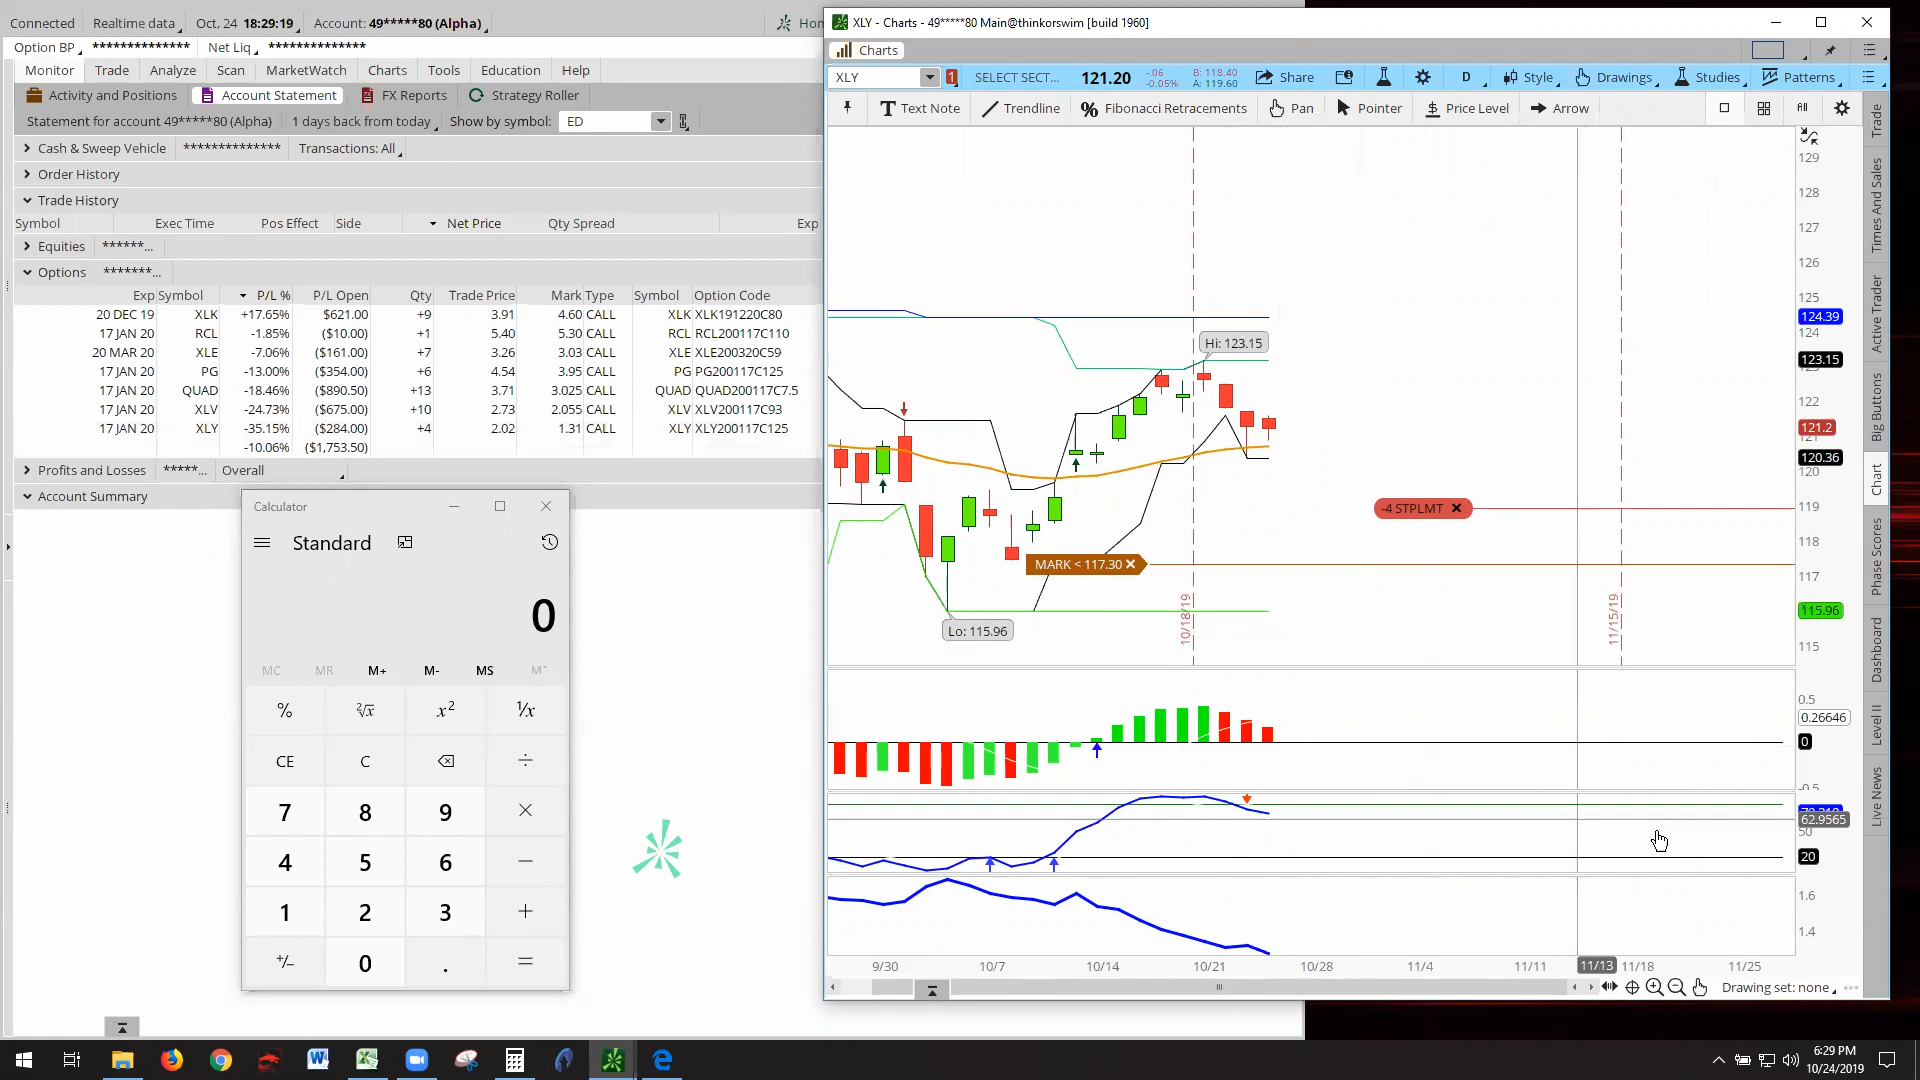 Connected Realtime data Oct, 24 18:29:19 Account: 49*****80 (Alpha)
Option BP ************** Net Liq **************
Monitor Trade Analyze Scan MarketWatch Charts Tools Education Help
Activity and Positions Account Statement FX Reports Strategy Roller
Statement for account 49*****80 (Alpha) 1 days back from today Show by symbol: ED
Cash & Sweep Vehicle ************** Transactions: All
Order History
Trade History
Symbol Exec Time Pos Effect Side Net Price Qty Spread Exp
Equities ******...
Options *******...
Exp Symbol P/L % P/L Open Qty Trade Price Mark Type Symbol Option Code
20 DEC 19 XLK +17.65% $621.00 +9 3.91 4.60 CALL XLK XLK191220C80
17 JAN 20 RCL -1.85% ($10.00) +1 5.40 5.30 CALL RCL RCL200117C110
20 MAR 20 XLE -7.06% ($161.00) +7 3.26 3.03 CALL XLE XLE200320C59
17 JAN 20 PG -13.00% ($354.00) +6 4.54 3.95 CALL PG PG200117C125
17 JAN 20 QUAD -18.46% ($890.50) +13 3.71 3.025 CALL QUAD QUAD200117C7.5
17 JAN 20 XLV -24.73% ($675.00) +10 2.73 2.055 CALL XLV XLV200117C93
17 JAN 20 XLY -35.15% ($284.00) +4 2.02 1.31 CALL XLY XLY200117C125
-10.06% ($1,753.50)
Profits and Losses *****... Overall
Account Summary
Calculator
Standard
0
MC MR M+ M- MS
% ²√x x² ¹/x
CE C ÷
7 8 9 ×
4 5 6 −
1 2 3 +
+/- 0 . =
XLY - Charts - 49*****80 Main@thinkorswim [build 1960]
Charts
XLY 1 SELECT SECT... 121.20 -.06 -0.05% B: 118.40 A: 119.60 Share D Style Drawings Studies Patterns
Text Note Trendline Fibonacci Retracements Pan Pointer Price Level Arrow All
129
128
127
126
125
124.39
124
Hi: 123.15
123.15
122
121.2
120.36
120
-4 STPLMT
119
118
MARK < 117.30
117
10/18/19
11/15/19
115.96
Lo: 115.96
115
0.5
0.26646
0
62.9565
50
20
1.6
1.4
9/30 10/7 10/14 10/21 10/28 11/4 11/11 11/13 11/18 11/25
Drawing set: none
Trade
Times And Sales
Active Trader
Big Buttons
Chart
Phase Scores
Dashboard
Level II
Live News
6:29 PM
10/24/2019